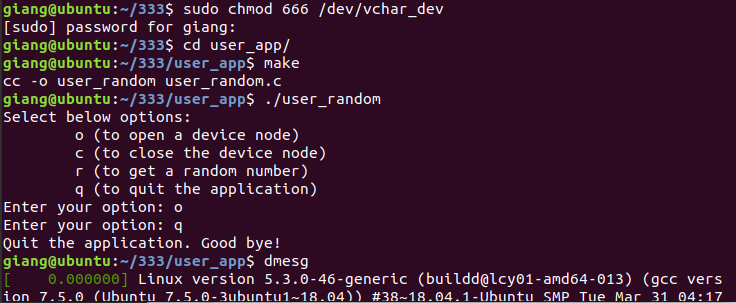 giang@ubuntu:~/333$ sudo chmod 666 /dev/vchar_dev
[sudo] password for giang:
giang@ubuntu:~/333$ cd user_app/
giang@ubuntu:~/333/user_app$ make
cc -o user_random user_random.c
giang@ubuntu:~/333/user_app$ ./user_random
Select below options:
o (to open a device node)
c (to close the device node)
r (to get a random number)
q (to quit the application)
Enter your option: o
Enter your option: q
Quit the application. Good bye!
giang@ubuntu:~/333/user_app$ dmesg
[    0.000000] Linux version 5.3.0-46-generic (buildd@lcy01-amd64-013) (gcc vers
ion 7.5.0 (Ubuntu 7.5.0-3ubuntu1~18.04)) #38~18.04.1-Ubuntu SMP Tue Mar 31 04:17